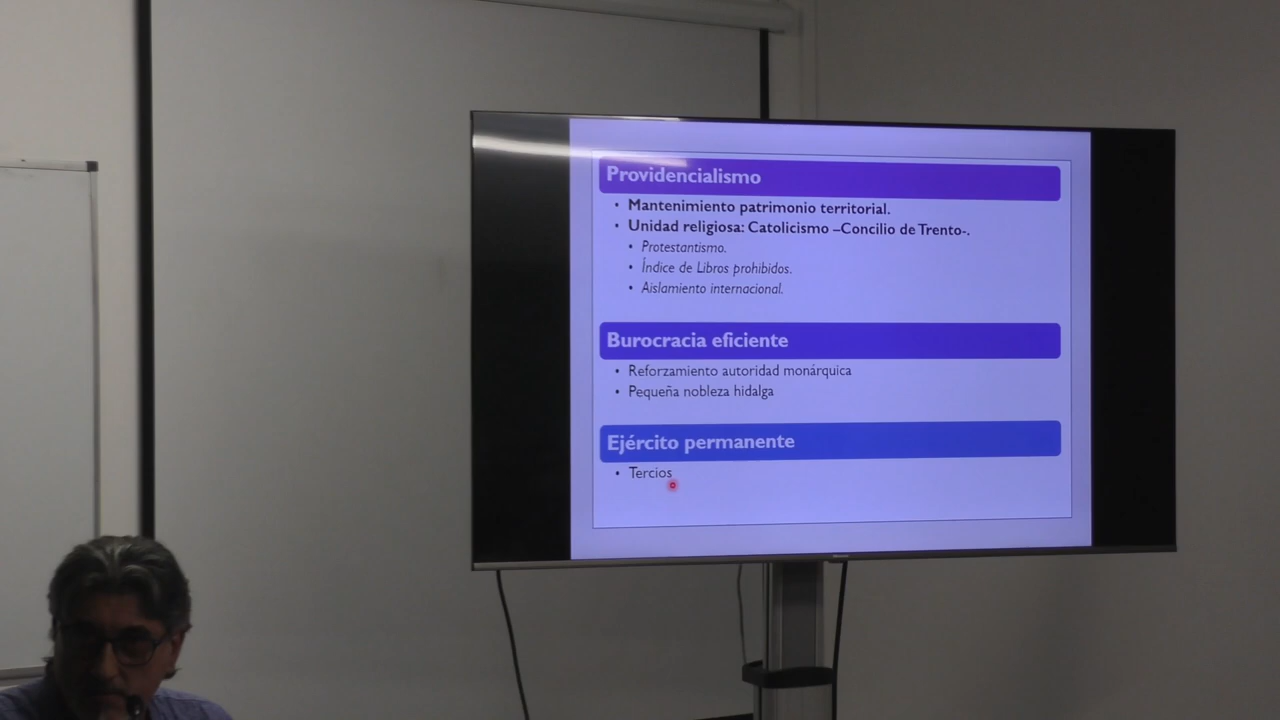 Providencialismo
• Mantenimiento patrimonio territorial.
• Unidad religiosa: Catolicismo –Concilio de Trento-.
• Protestantismo.
• Índice de Libros prohibidos.
• Aislamiento internacional.
Burocracia eficiente
• Reforzamiento autoridad monárquica
• Pequeña nobleza hidalga
Ejército permanente
• Tercios